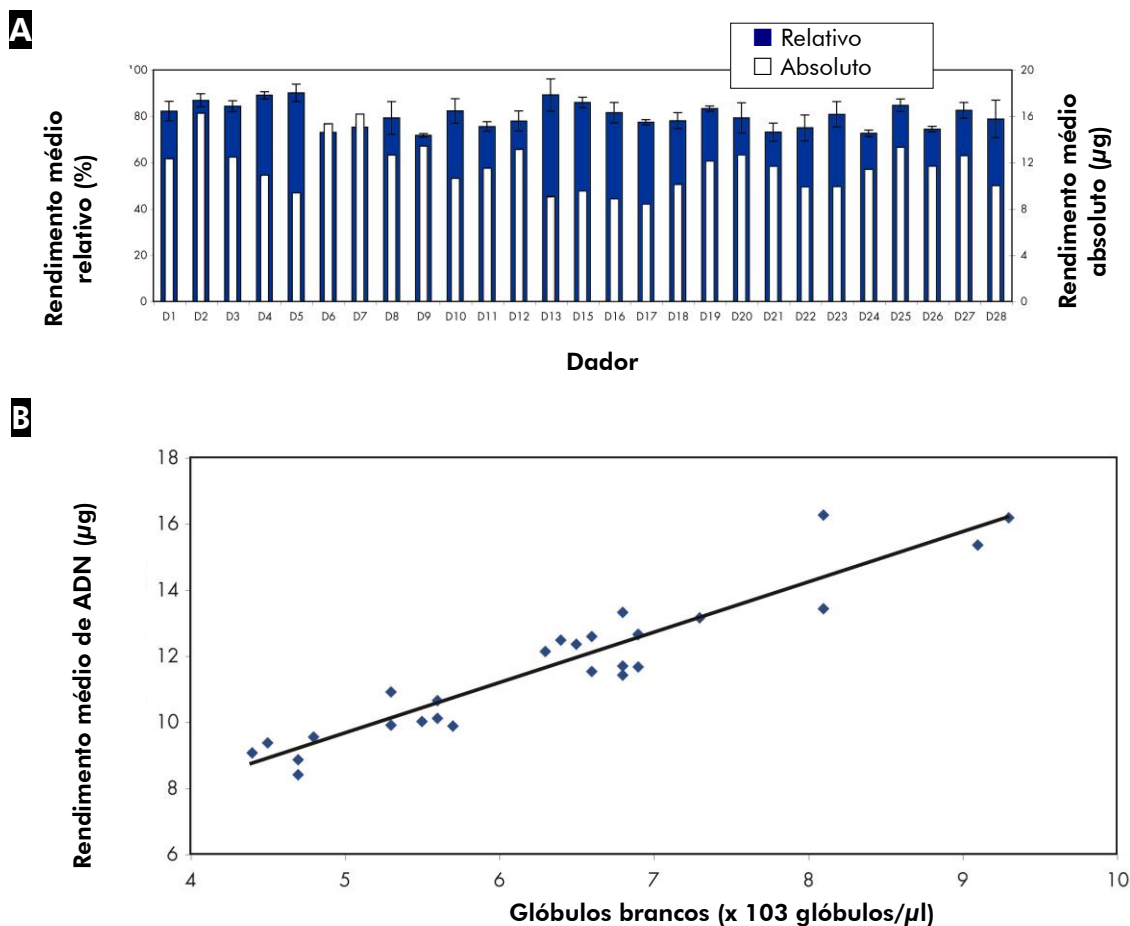 A
Relativo
Absoluto
Rendimento médio
relativo (%)
100 20
80 16
60 12
40 8
20 4
0 0
Rendimento médio
absoluto (µg)
D1 D2 D3 D4 D5 D6 D7 D8 D9 D10 D11 D12 D13 D15 D16 D17 D18 D19 D20 D21 D22 D23 D24 D25 D26 D27 D28
Dador
B
Rendimento médio de ADN (µg)
18
16
14
12
10
8
6
4 5 6 7 8 9 10
Glóbulos brancos (x 103 glóbulos/µl)